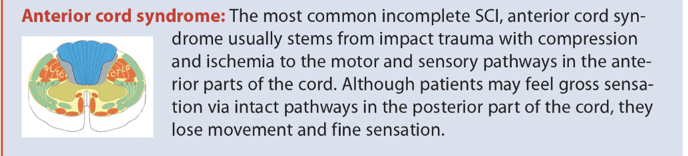 Anterior cord syndrome: The most common incomplete SCI, anterior cord syn-
drome usually stems from impact trauma with compression
and ischemia to the motor and sensory pathways in the ante-
rior parts of the cord. Although patients may feel gross sensa-
tion via intact pathways in the posterior part of the cord, they
lose movement and fine sensation.